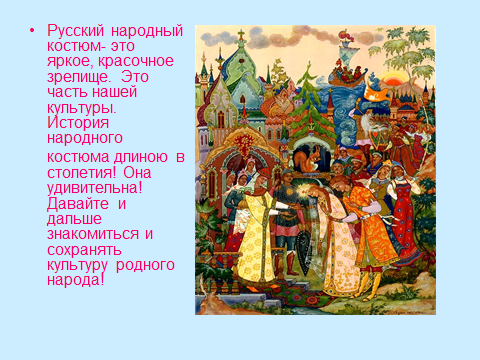 • Русский народный
костюм- это
яркое, красочное
зрелище. Это
часть нашей
культуры.
История
народного
костюма длиною в
столетия! Она
удивительна!
Давайте и
дальше
знакомиться и
сохранять
культуру родного
народа!